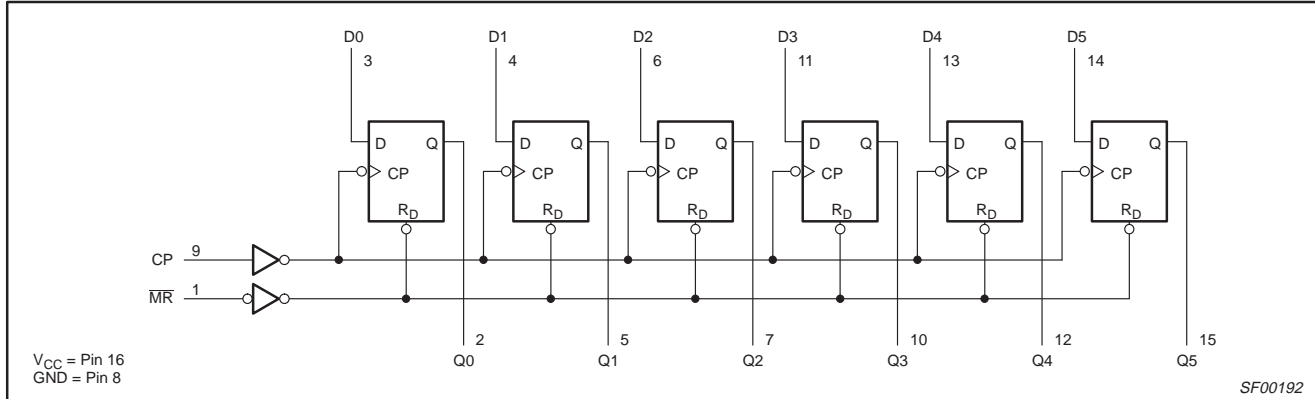 D0 D1 D2 D3 D4 D5
3 4 6 11 13 14
D Q D Q D Q D Q D Q D Q
CP CP CP CP CP CP
RD RD RD RD RD RD
CP 9
MR 1
2 5 7 10 12 15
Q0 Q1 Q2 Q3 Q4 Q5
VCC = Pin 16
GND = Pin 8
SF00192